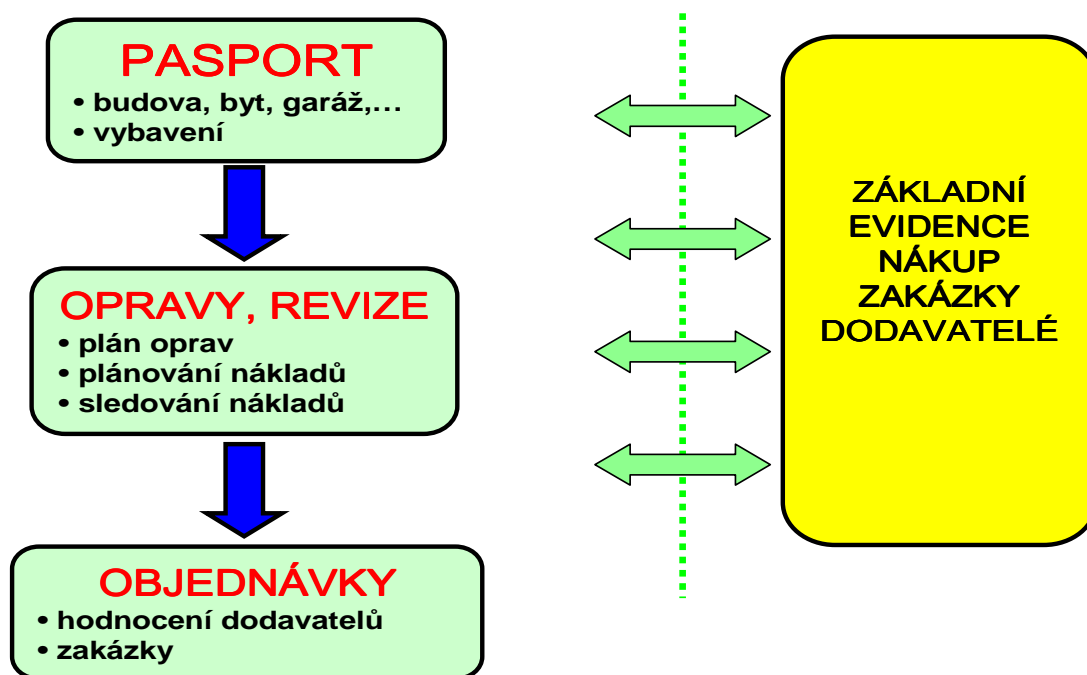 PASPORT
• budova, byt, garáž,...
• vybavení
OPRAVY, REVIZE
• plán oprav
• plánování nákladů
• sledování nákladů
OBJEDNÁVKY
• hodnocení dodavatelů
• zakázky
ZÁKLADNÍ
EVIDENCE
NÁKUP
ZAKÁZKY
DODAVATELÉ